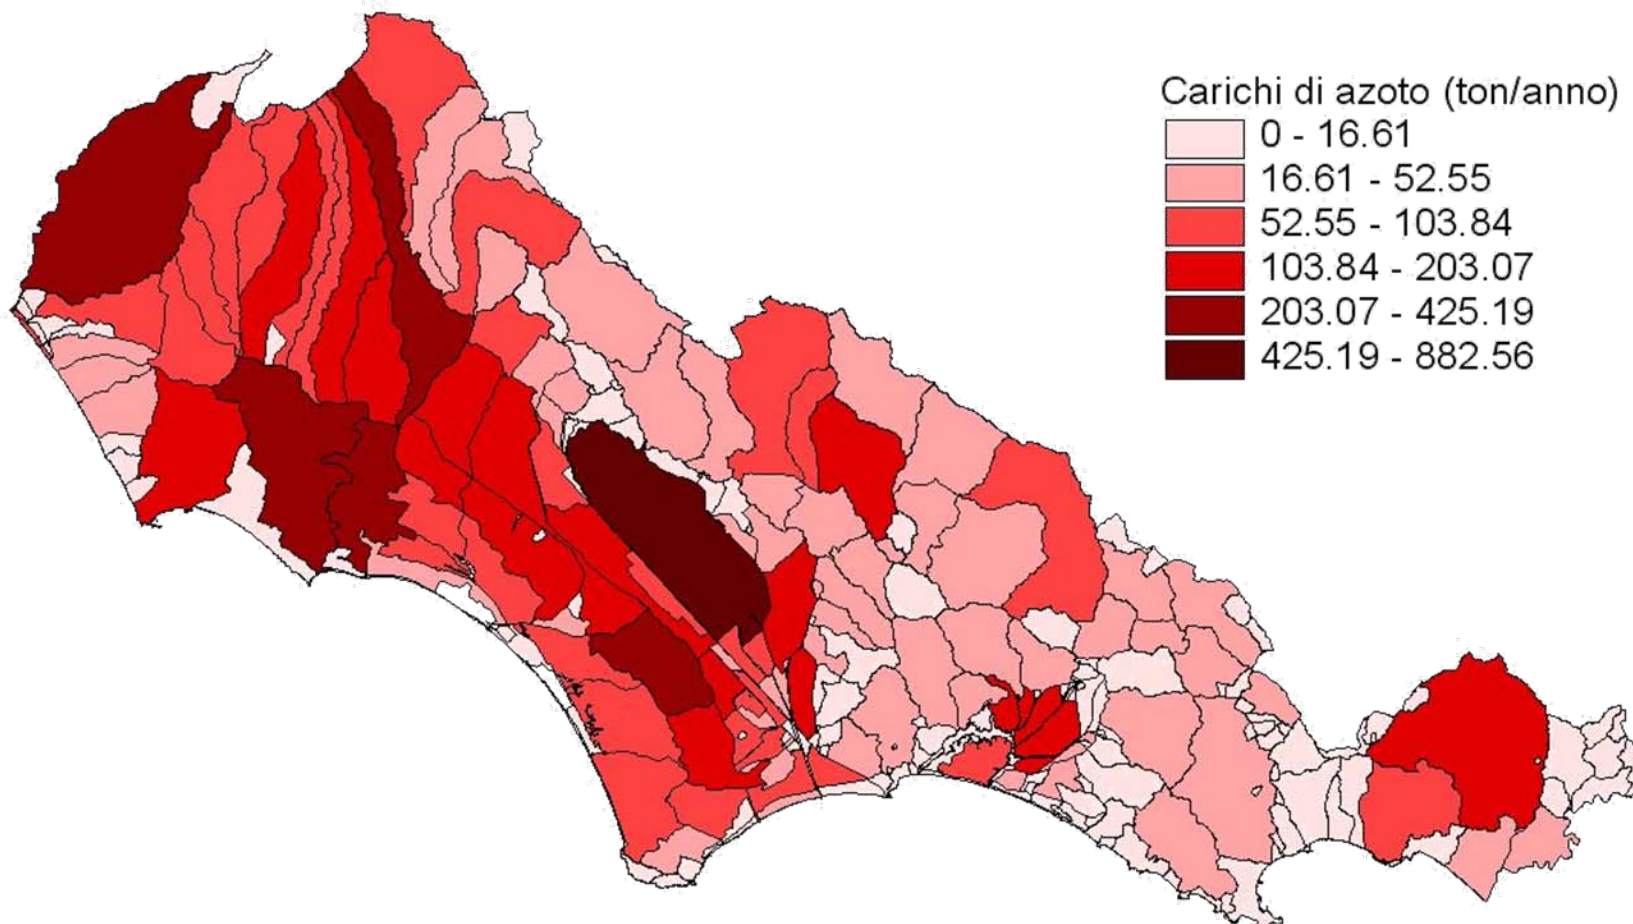 Carichi di azoto (ton/anno)
0 - 16.61
16.61 - 52.55
52.55 - 103.84
103.84 - 203.07
203.07 - 425.19
425.19 - 882.56